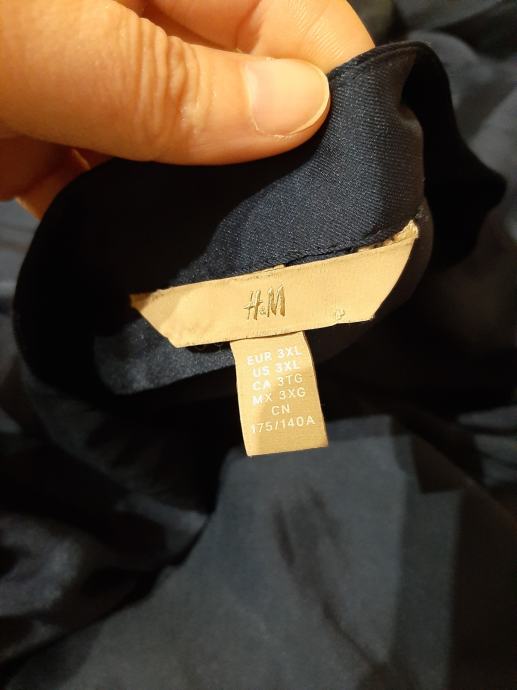 H&M
EUR 3XL
US 3XL
CA 3TG
MX 3XG
CN
175/140A